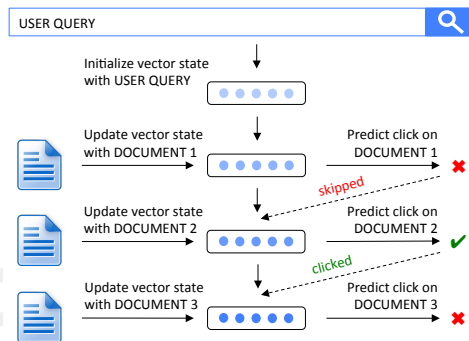 USER QUERY
Initialize vector state
with USER QUERY
Update vector state
with DOCUMENT 1
Predict click on
DOCUMENT 1
skipped
Update vector state
with DOCUMENT 2
Predict click on
DOCUMENT 2
clicked
Update vector state
with DOCUMENT 3
Predict click on
DOCUMENT 3